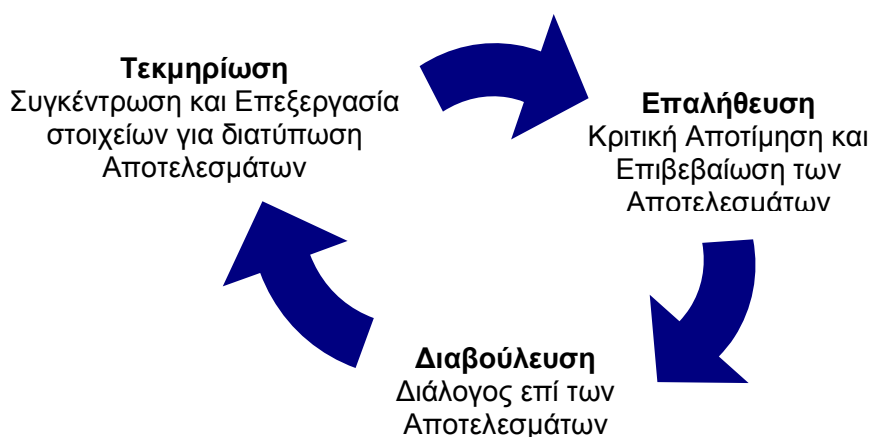 Τεκμηρίωση
Συγκέντρωση και Επεξεργασία
στοιχείων για διατύπωση
Αποτελεσμάτων
Επαλήθευση
Κριτική Αποτίμηση και
Επιβεβαίωση των
Αποτελεσμάτων
Διαβούλευση
Διάλογος επί των
Αποτελεσμάτων